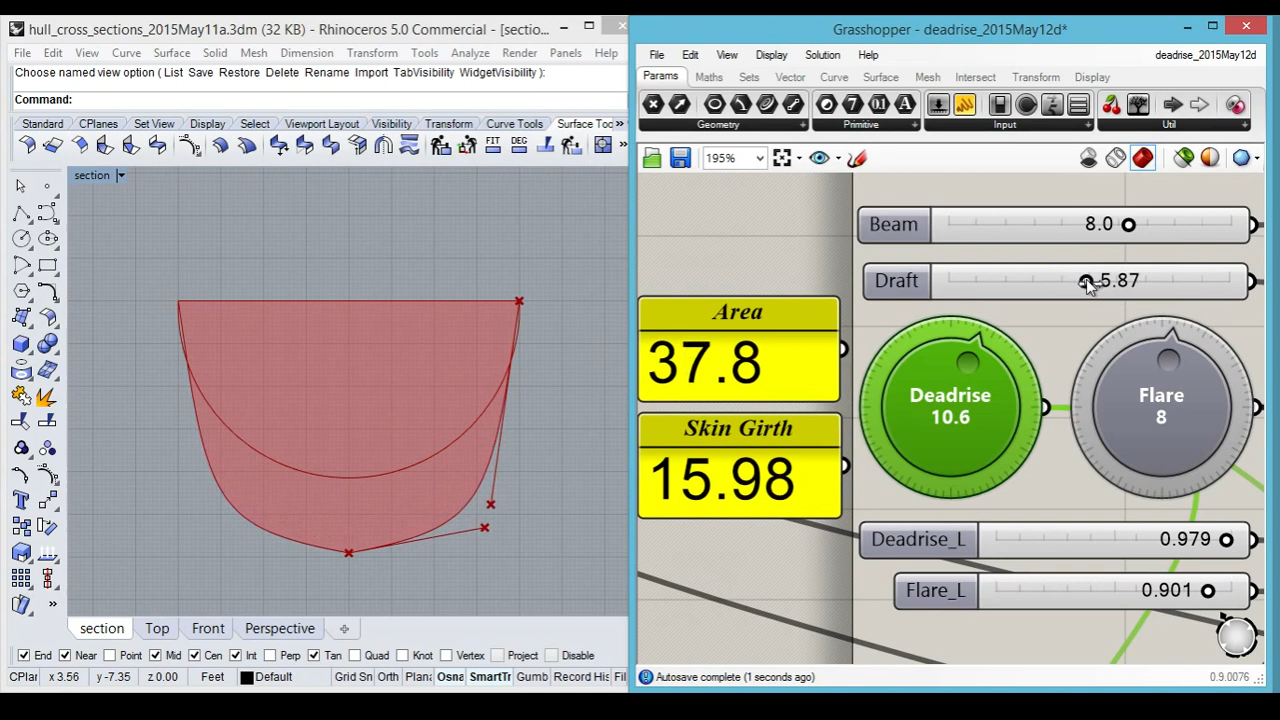 hull_cross_sections_2015May11a.3dm (32 KB) - Rhinoceros 5.0 Commercial - [sectio...
File Edit View Curve Surface Solid Mesh Dimension Transform Tools Analyze Render Panels Help
Choose named view option ( List Save Restore Delete Rename Import TabVisibility WidgetVisibility ):
Command:
Standard CPlanes Set View Display Select Viewport Layout Visibility Transform Curve Tools Surface Too »
FIT DEG »
section
section Top Front Perspective
End Near Point Mid Cen Int Perp Tan Quad Knot Vertex Project Disable
CPlar x 3.56 y -7.35 z 0.00 Feet Default Grid Sn Orth Plana Osna SmartTr Gumb Record His Fil
Grasshopper - deadrise_2015May12d*
File Edit View Display Solution Help deadrise_2015May12d
Params Maths Sets Vector Curve Surface Mesh Intersect Transform Display
Geometry + Primitive + Input + Util +
195%
Beam 8.0
Draft 5.87
Area
37.8
Skin Girth
15.98
Deadrise
10.6
Flare
8
Deadrise_L 0.979
Flare_L 0.901
Autosave complete (1 seconds ago) 0.9.0076